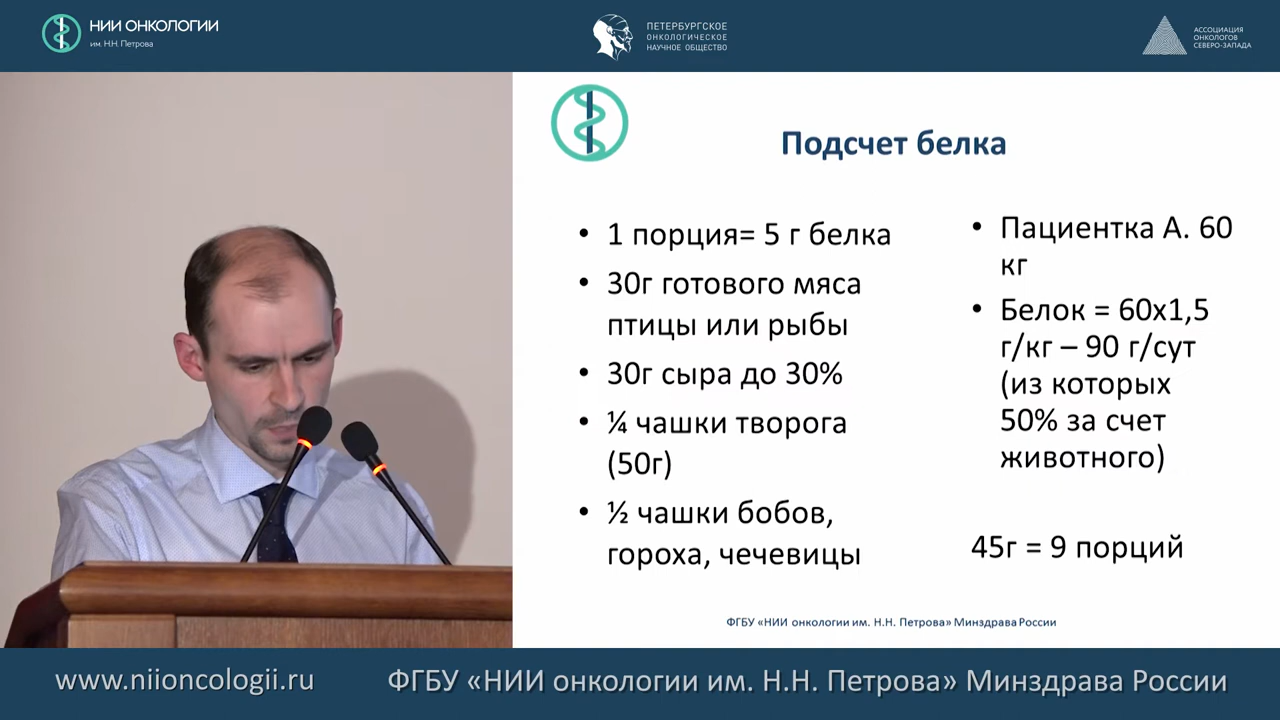 НИИ ОНКОЛОГИИ
им. Н.Н. Петрова
ПЕТЕРБУРГСКОЕ
ОНКОЛОГИЧЕСКОЕ
НАУЧНОЕ ОБЩЕСТВО
АССОЦИАЦИЯ
ОНКОЛОГОВ
СЕВЕРО-ЗАПАДА
Подсчет белка
• 1 порция= 5 г белка
• 30г готового мяса
птицы или рыбы
• 30г сыра до 30%
• ¼ чашки творога
(50г)
• ½ чашки бобов,
гороха, чечевицы
• Пациентка А. 60
кг
• Белок = 60х1,5
г/кг – 90 г/сут
(из которых
50% за счет
животного)
45г = 9 порций
ФГБУ «НИИ онкологии им. Н.Н. Петрова» Минздрава России
www.niioncologii.ru
ФГБУ «НИИ онкологии им. Н.Н. Петрова» Минздрава России